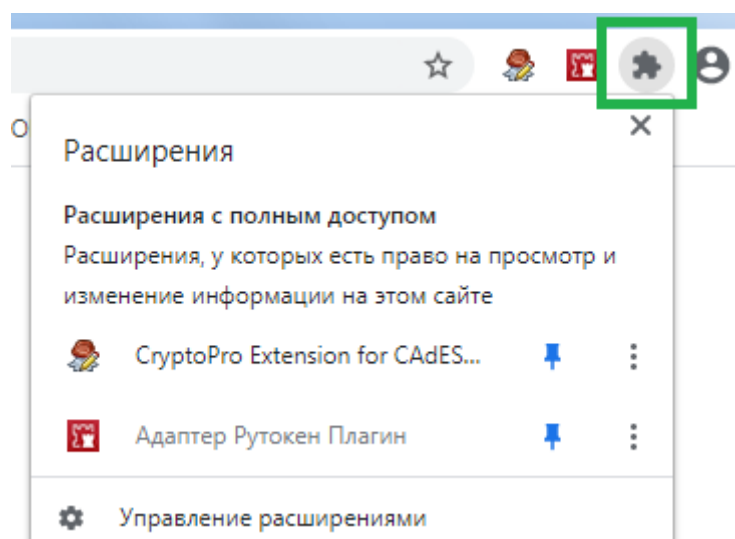 О
Расширения
Расширения с полным доступом
Расширения, у которых есть право на просмотр и
изменение информации на этом сайте
CryptoPro Extension for CAdES...
Адаптер Рутокен Плагин
Управление расширениями